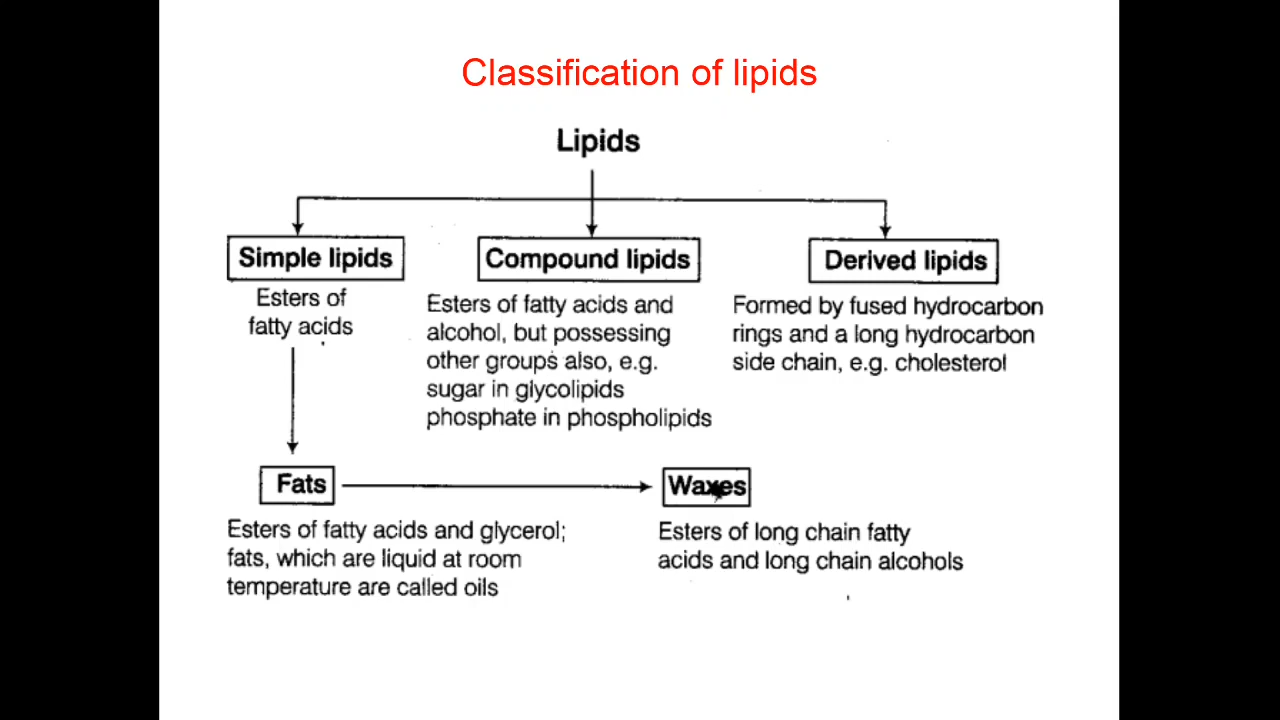 Classification of lipids
Lipids
Simple lipids
Esters of
fatty acids
Compound lipids
Esters of fatty acids and
alcohol, but possessing
other groups also, e.g.
sugar in glycolipids
phosphate in phospholipids
Derived lipids
Formed by fused hydrocarbon
rings and a long hydrocarbon
side chain, e.g. cholesterol
Fats
Esters of fatty acids and glycerol;
fats, which are liquid at room
temperature are called oils
Waxes
Esters of long chain fatty
acids and long chain alcohols